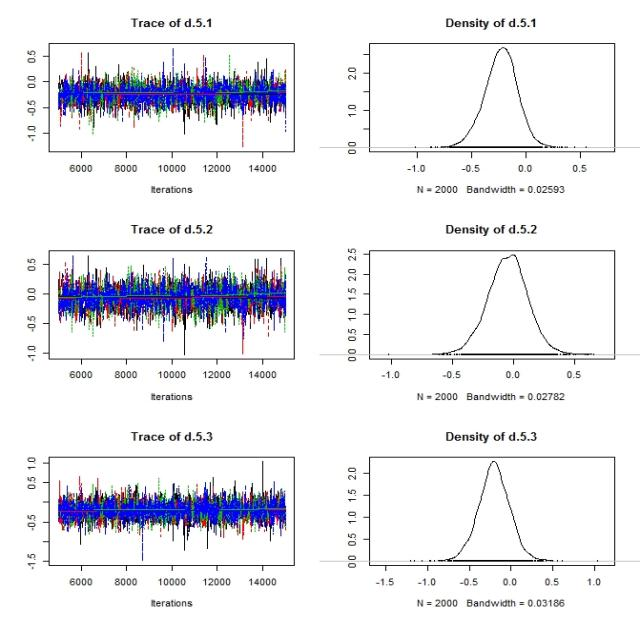 Trace of d.5.1
0.5
0.0
-0.5
-1.0
6000 8000 10000 12000 14000
Iterations
Density of d.5.1
2.0
1.0
0.0
-1.0 -0.5 0.0 0.5
N = 2000 Bandwidth = 0.02593
Trace of d.5.2
0.5
0.0
-0.5
-1.0
6000 8000 10000 12000 14000
Iterations
Density of d.5.2
2.5
2.0
1.5
1.0
0.5
0.0
-1.0 -0.5 0.0 0.5
N = 2000 Bandwidth = 0.02782
Trace of d.5.3
1.0
0.5
-0.5
-1.5
6000 8000 10000 12000 14000
Iterations
Density of d.5.3
2.0
1.5
1.0
0.5
0.0
-1.5 -1.0 -0.5 0.0 0.5 1.0
N = 2000 Bandwidth = 0.03186